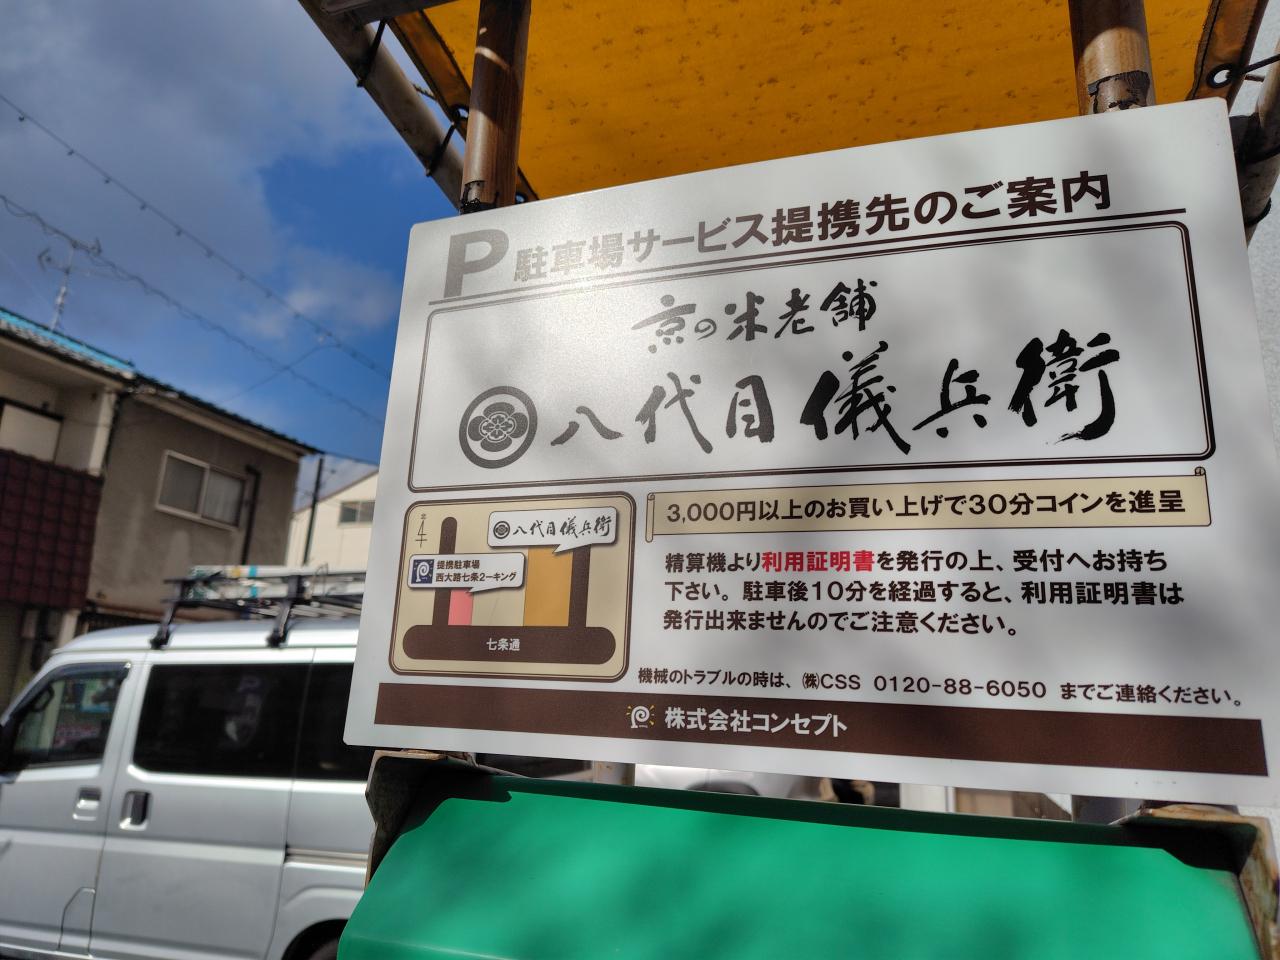 P 駐車場サービス提携先のご案内
京の米老舗
八代目儀兵衛
八代目儀兵衛
提携駐車場
西大路七条2ーキング
七条通
3,000円以上のお買い上げで30分コインを進呈
精算機より利用証明書を発行の上、受付へお持ち
下さい。駐車後10分を経過すると、利用証明書は
発行出来ませんのでご注意ください。
機械のトラブルの時は、㈱CSS 0120-88-6050 までご連絡ください。
株式会社コンセプト